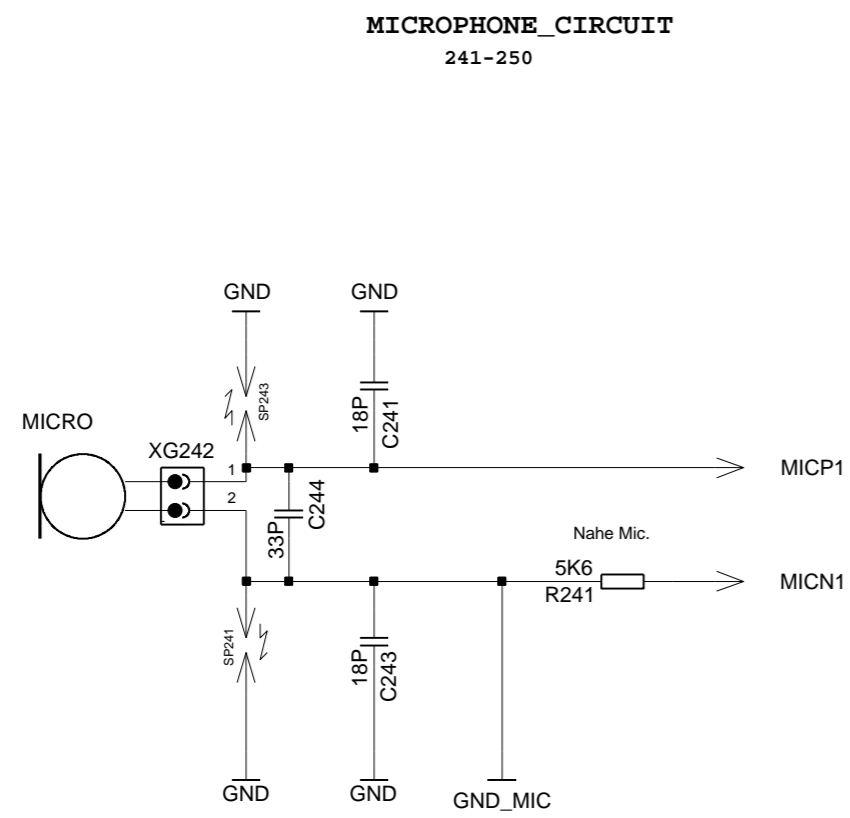 MICROPHONE_CIRCUIT
241-250
GND
GND
SP243
18P
C241
MICRO
XG242
1
MICP1
2
33P
C244
Nahe Mic.
5K6
R241
MICN1
SP241
18P
C243
GND
GND
GND_MIC